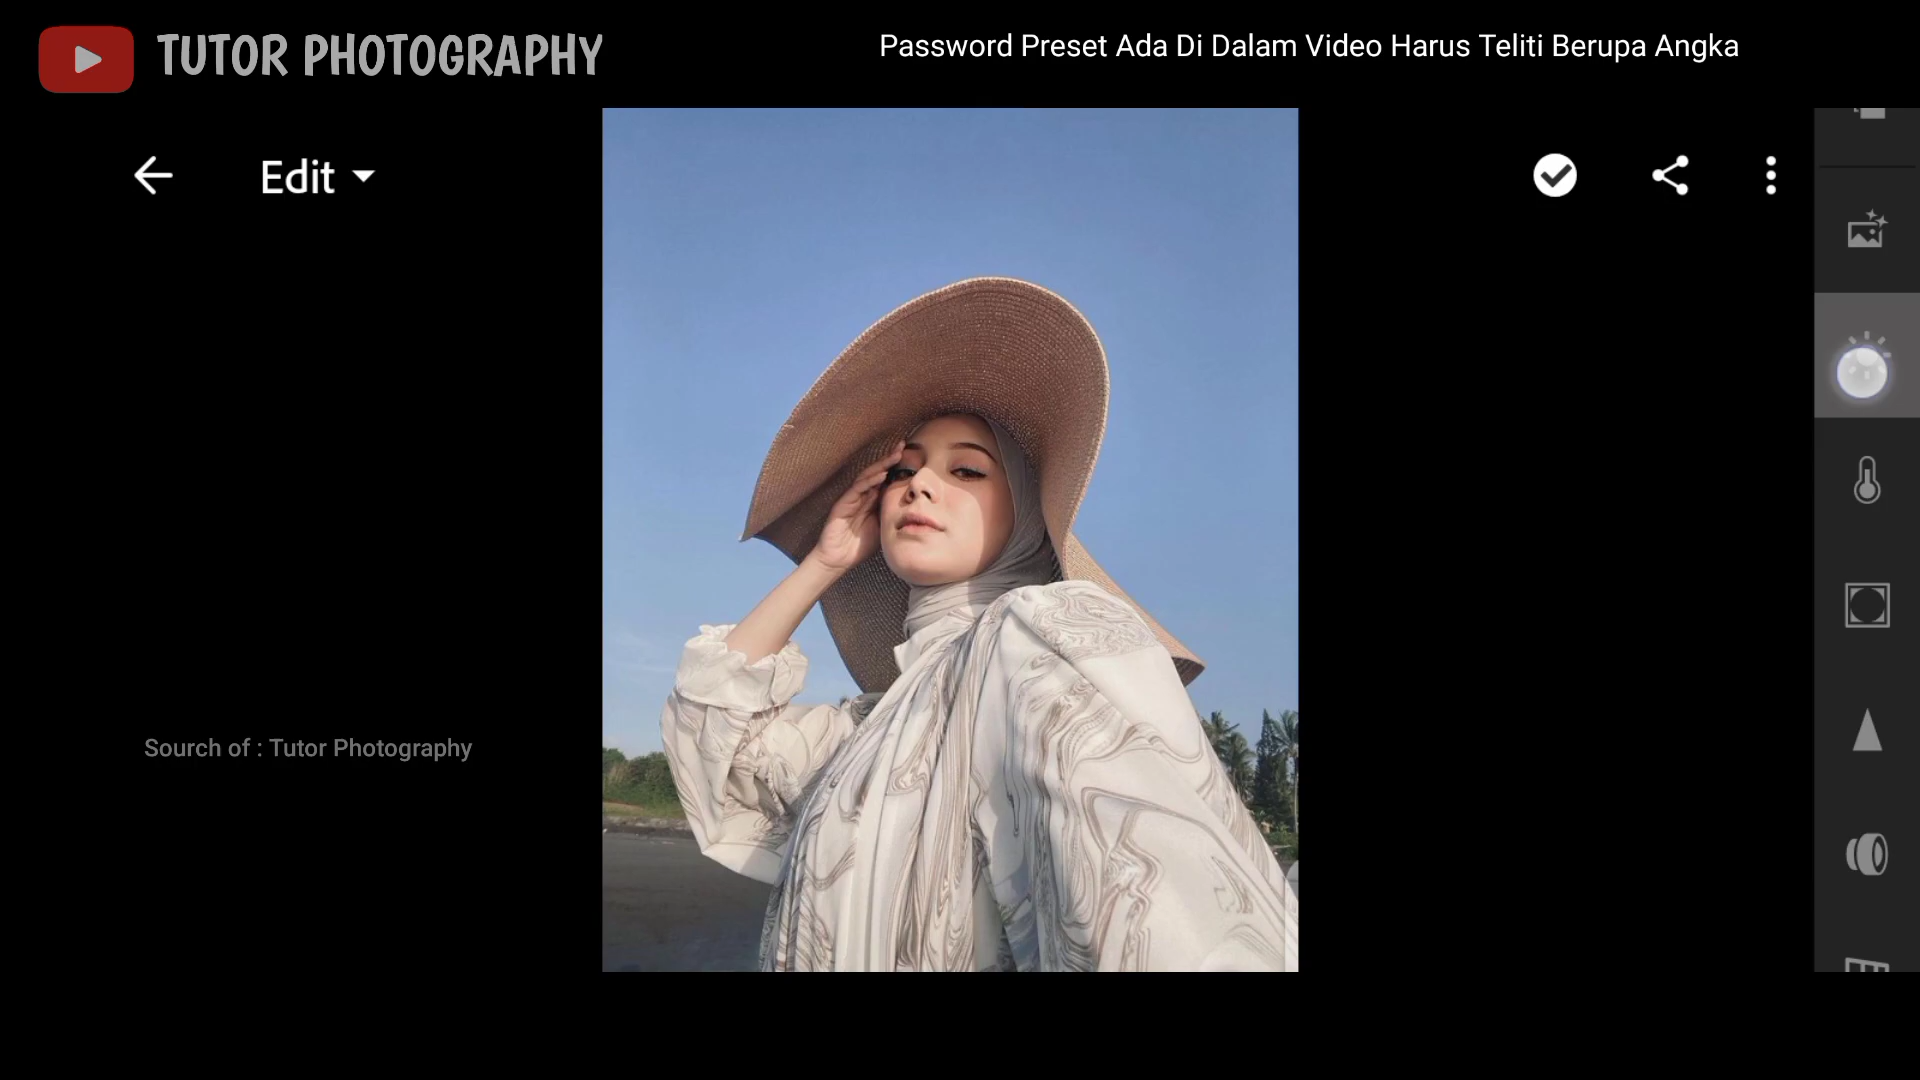 TUTOR PHOTOGRAPHY
Password Preset Ada Di Dalam Video Harus Teliti Berupa Angka
Edit
Sourch of : Tutor Photography